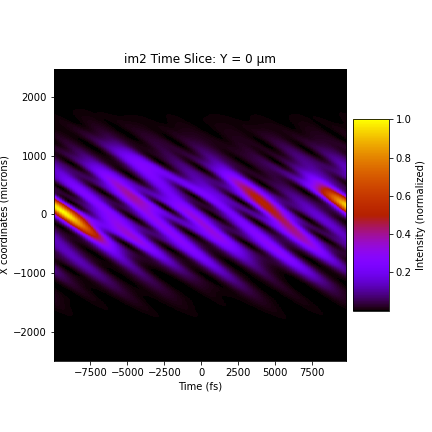 im2 Time Slice: Y = 0 μm
X coordinates (microns)
2000
1000
0
−1000
−2000
−7500 −5000 −2500 0 2500 5000 7500
Time (fs)
1.0
0.8
0.6
0.4
0.2
Intensity (normalized)